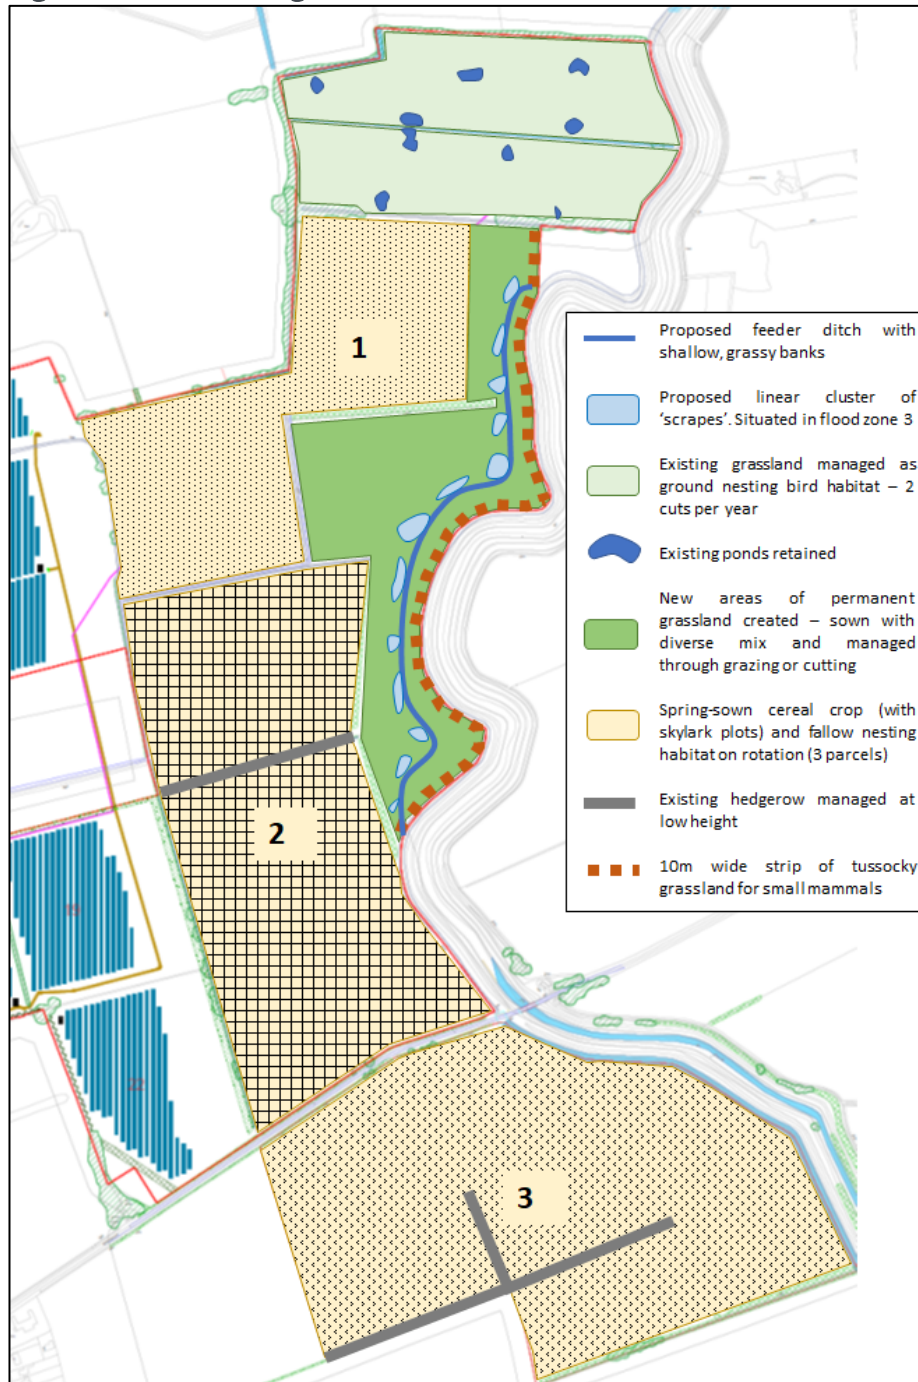 1
2
3
19
22
Proposed feeder ditch with
shallow, grassy banks
Proposed linear cluster of
‘scrapes’. Situated in flood zone 3
Existing grassland managed as
ground nesting bird habitat – 2
cuts per year
Existing ponds retained
New areas of permanent
grassland created – sown with
diverse mix and managed
through grazing or cutting
Spring-sown cereal crop (with
skylark plots) and fallow nesting
habitat on rotation (3 parcels)
Existing hedgerow managed at
low height
10m wide strip of tussocky
grassland for small mammals